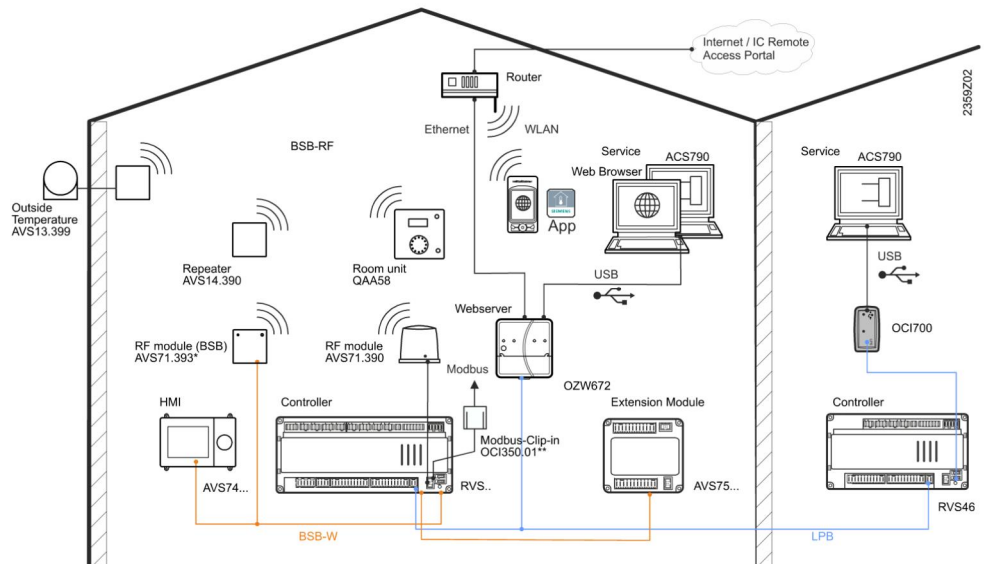 Internet / IC Remote
Access Portal
Router
2359Z02
Ethernet
WLAN
BSB-RF
Service
ACS790
Web Browser
Service
ACS790
Outside
Temperature
AVS13.399
SIEMENS
App
Repeater
AVS14.390
Room unit
QAA58
USB
USB
Webserver
OCI700
RF module (BSB)
AVS71.393*
RF module
AVS71.390
Modbus
OZW672
HMI
Controller
Extension Module
Controller
Modbus-Clip-in
OCI350.01**
AVS74...
RVS..
AVS75...
RVS46
BSB-W
LPB